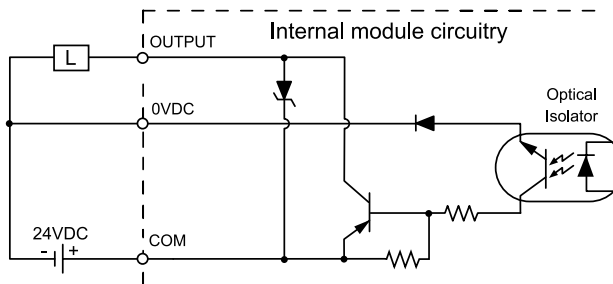 Internal module circuitry
OUTPUT
L
0VDC
Optical
Isolator
24VDC
- +
COM